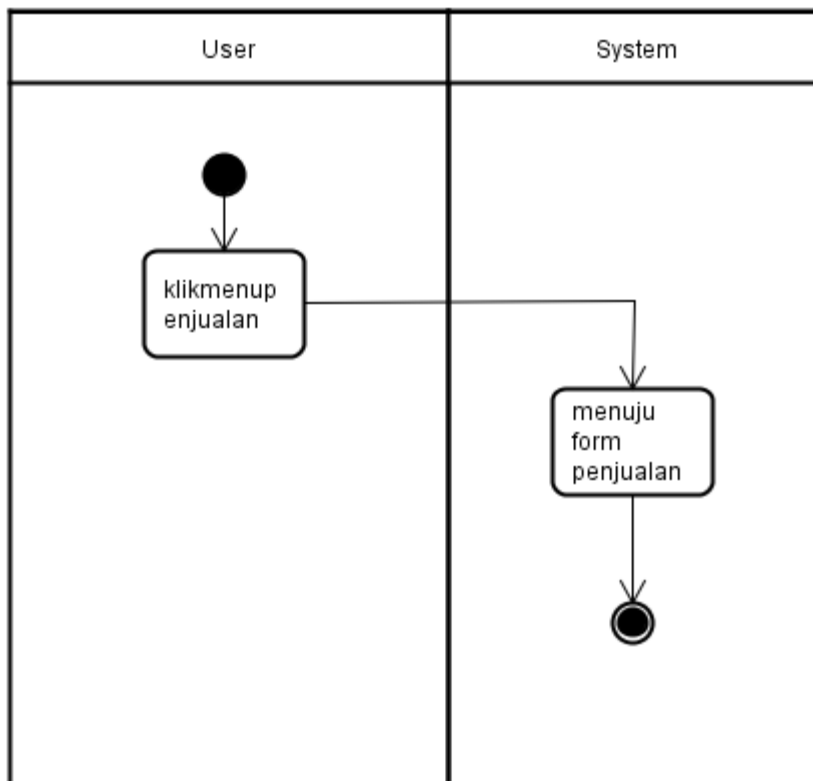 User
System
klikmenup
enjualan
menuju
form
penjualan